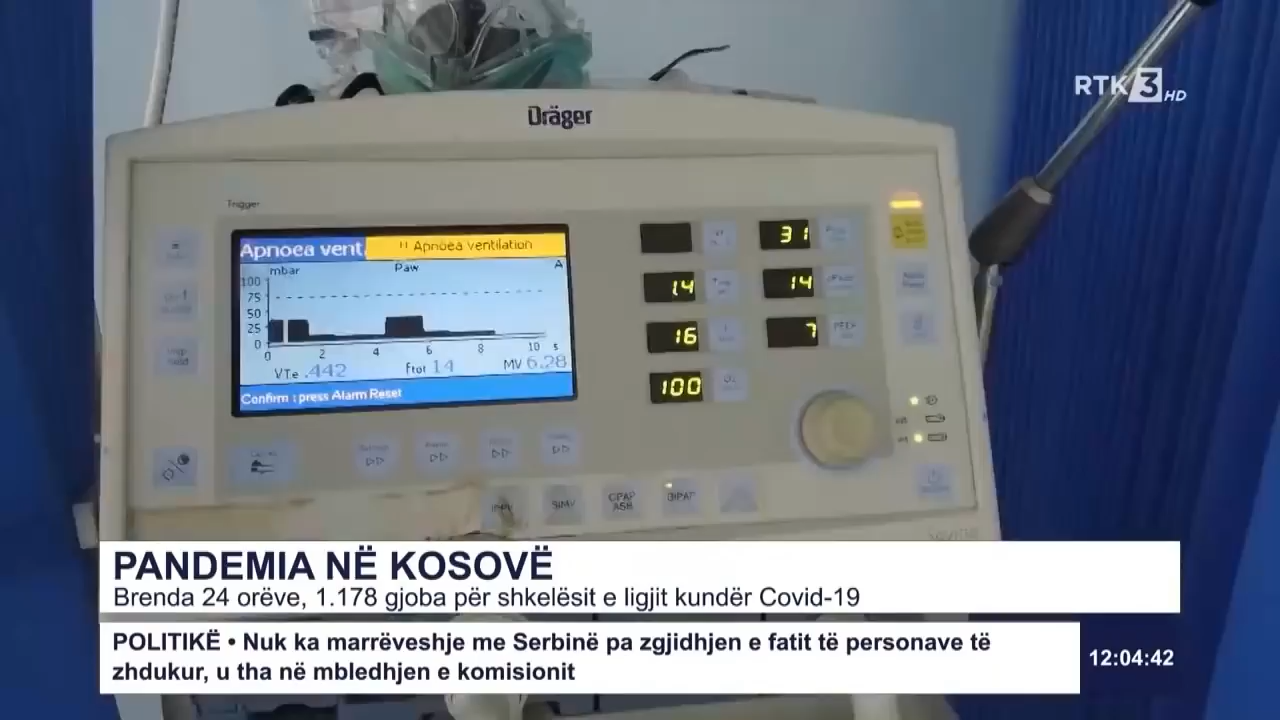 Dräger
RTK 3 HD
Trigger
Apnoea vent
!! Apnoea ventilation
mbar
Paw
A
100
75
50
25
0
0 2 4 6 8 10 s
VTe .442 ftot 14 MV 6.28
Confirm : press Alarm Reset
31
1.4
14
16
7
100
SIMV
CPAP
ASB
BIPAP
PANDEMIA NË KOSOVË
Brenda 24 orëve, 1.178 gjoba për shkelësit e ligjit kundër Covid-19
POLITIKË • Nuk ka marrëveshje me Serbinë pa zgjidhjen e fatit të personave të
zhdukur, u tha në mbledhjen e komisionit
12:04:42